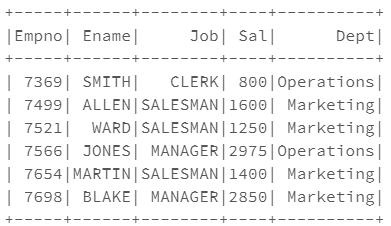 +-----+------+--------+----+----------+
|Empno| Ename|     Job| Sal|      Dept|
+-----+------+--------+----+----------+
| 7369| SMITH|   CLERK| 800|Operations|
| 7499| ALLEN|SALESMAN|1600| Marketing|
| 7521|  WARD|SALESMAN|1250| Marketing|
| 7566| JONES| MANAGER|2975|Operations|
| 7654|MARTIN|SALESMAN|1400| Marketing|
| 7698| BLAKE| MANAGER|2850| Marketing|
+-----+------+--------+----+----------+